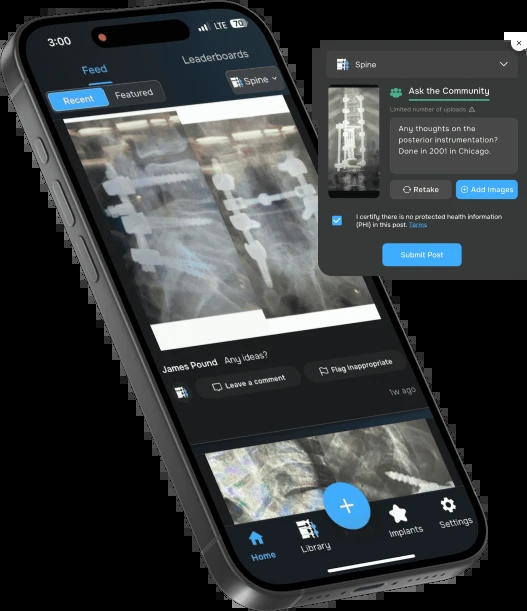 3:00
LTE 70
Feed
Leaderboards
Recent
Featured
Spine
James Pound Any ideas?
Leave a comment
Flag Inappropriate
1w ago
Home
Library
Implants
Settings
Spine
Ask the Community
Limited number of uploads
Any thoughts on the
posterior instrumentation?
Done in 2001 in Chicago.
Retake
Add Images
I certify there is no protected health information
(PHI) in this post. Terms
Submit Post